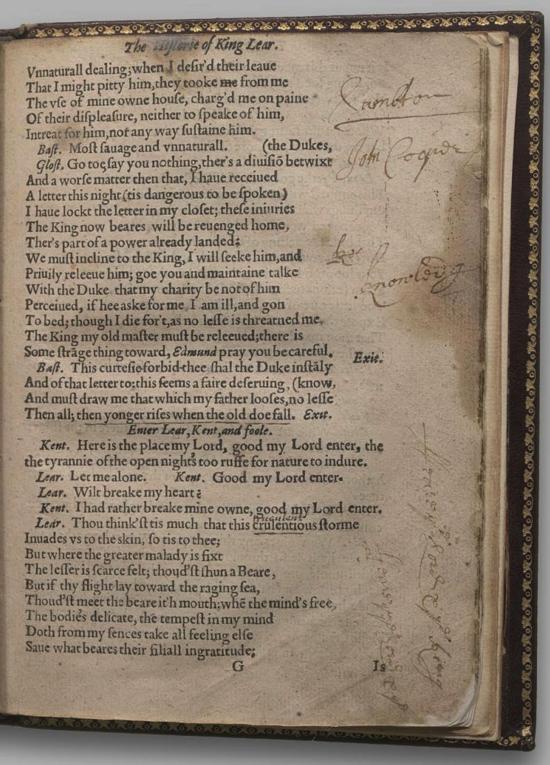 The Historie of King Lear.
Vnnaturall dealing; when I desir'd their leaue
That I might pitty him, they tooke me from me
The vse of mine owne house, charg'd me on paine
Of their displeasure, neither to speake of him,
Intreat for him, not any way sustaine him.
Bast. Most sauage and vnnaturall. (the Dukes,
Glost. Go toe, say you nothing, ther's a diuisiō betwixt
And a worse matter then that, I haue receiued
A letter this night (tis dangerous to be spoken)
I haue lockt the letter in my closet; these iniuries
The King now beares will be reuenged home,
Ther's part of a power already landed:
We must incline to the King, I will seeke him, and
Priuily releeue him; goe you and maintaine talke
With the Duke that my charity be not of him
Perceiued, if hee aske for me I am ill, and gon
To bed; though I die for't, as no lesse is threatned me,
The King my old master must be releeued; there is
Some strāge thing toward, Edmund pray you be careful. Exit.
Bast. This curtesie forbid thee shal the Duke instāly
And of that letter to; this seems a faire deseruing, (know,
And must draw me that which my father looses, no lesse
Then all; then yonger rises when the old doe fall. Exit.
Enter Lear, Kent, and foole.
Kent. Here is the place my Lord, good my Lord enter, the
the tyrannie of the open night's too ruffe for nature to indure.
Lear. Let me alone. Kent. Good my Lord enter.
Lear. Wilt breake my heart?
Kent. I had rather breake mine owne, good my Lord enter.
Lear. Thou think'st tis much that this crulentious storme
Inuades vs to the skin, so tis to thee;
But where the greater malady is fixt
The lesser is scarce felt; thoud'st shun a Beare,
But if thy flight lay toward the raging sea,
Thoud'st meet the beare it'h mouth; whē the mind's free,
The bodies delicate, the tempest in my mind
Doth from my sences take all feeling else
Saue what beares their filiall ingratitude;
G Is
John